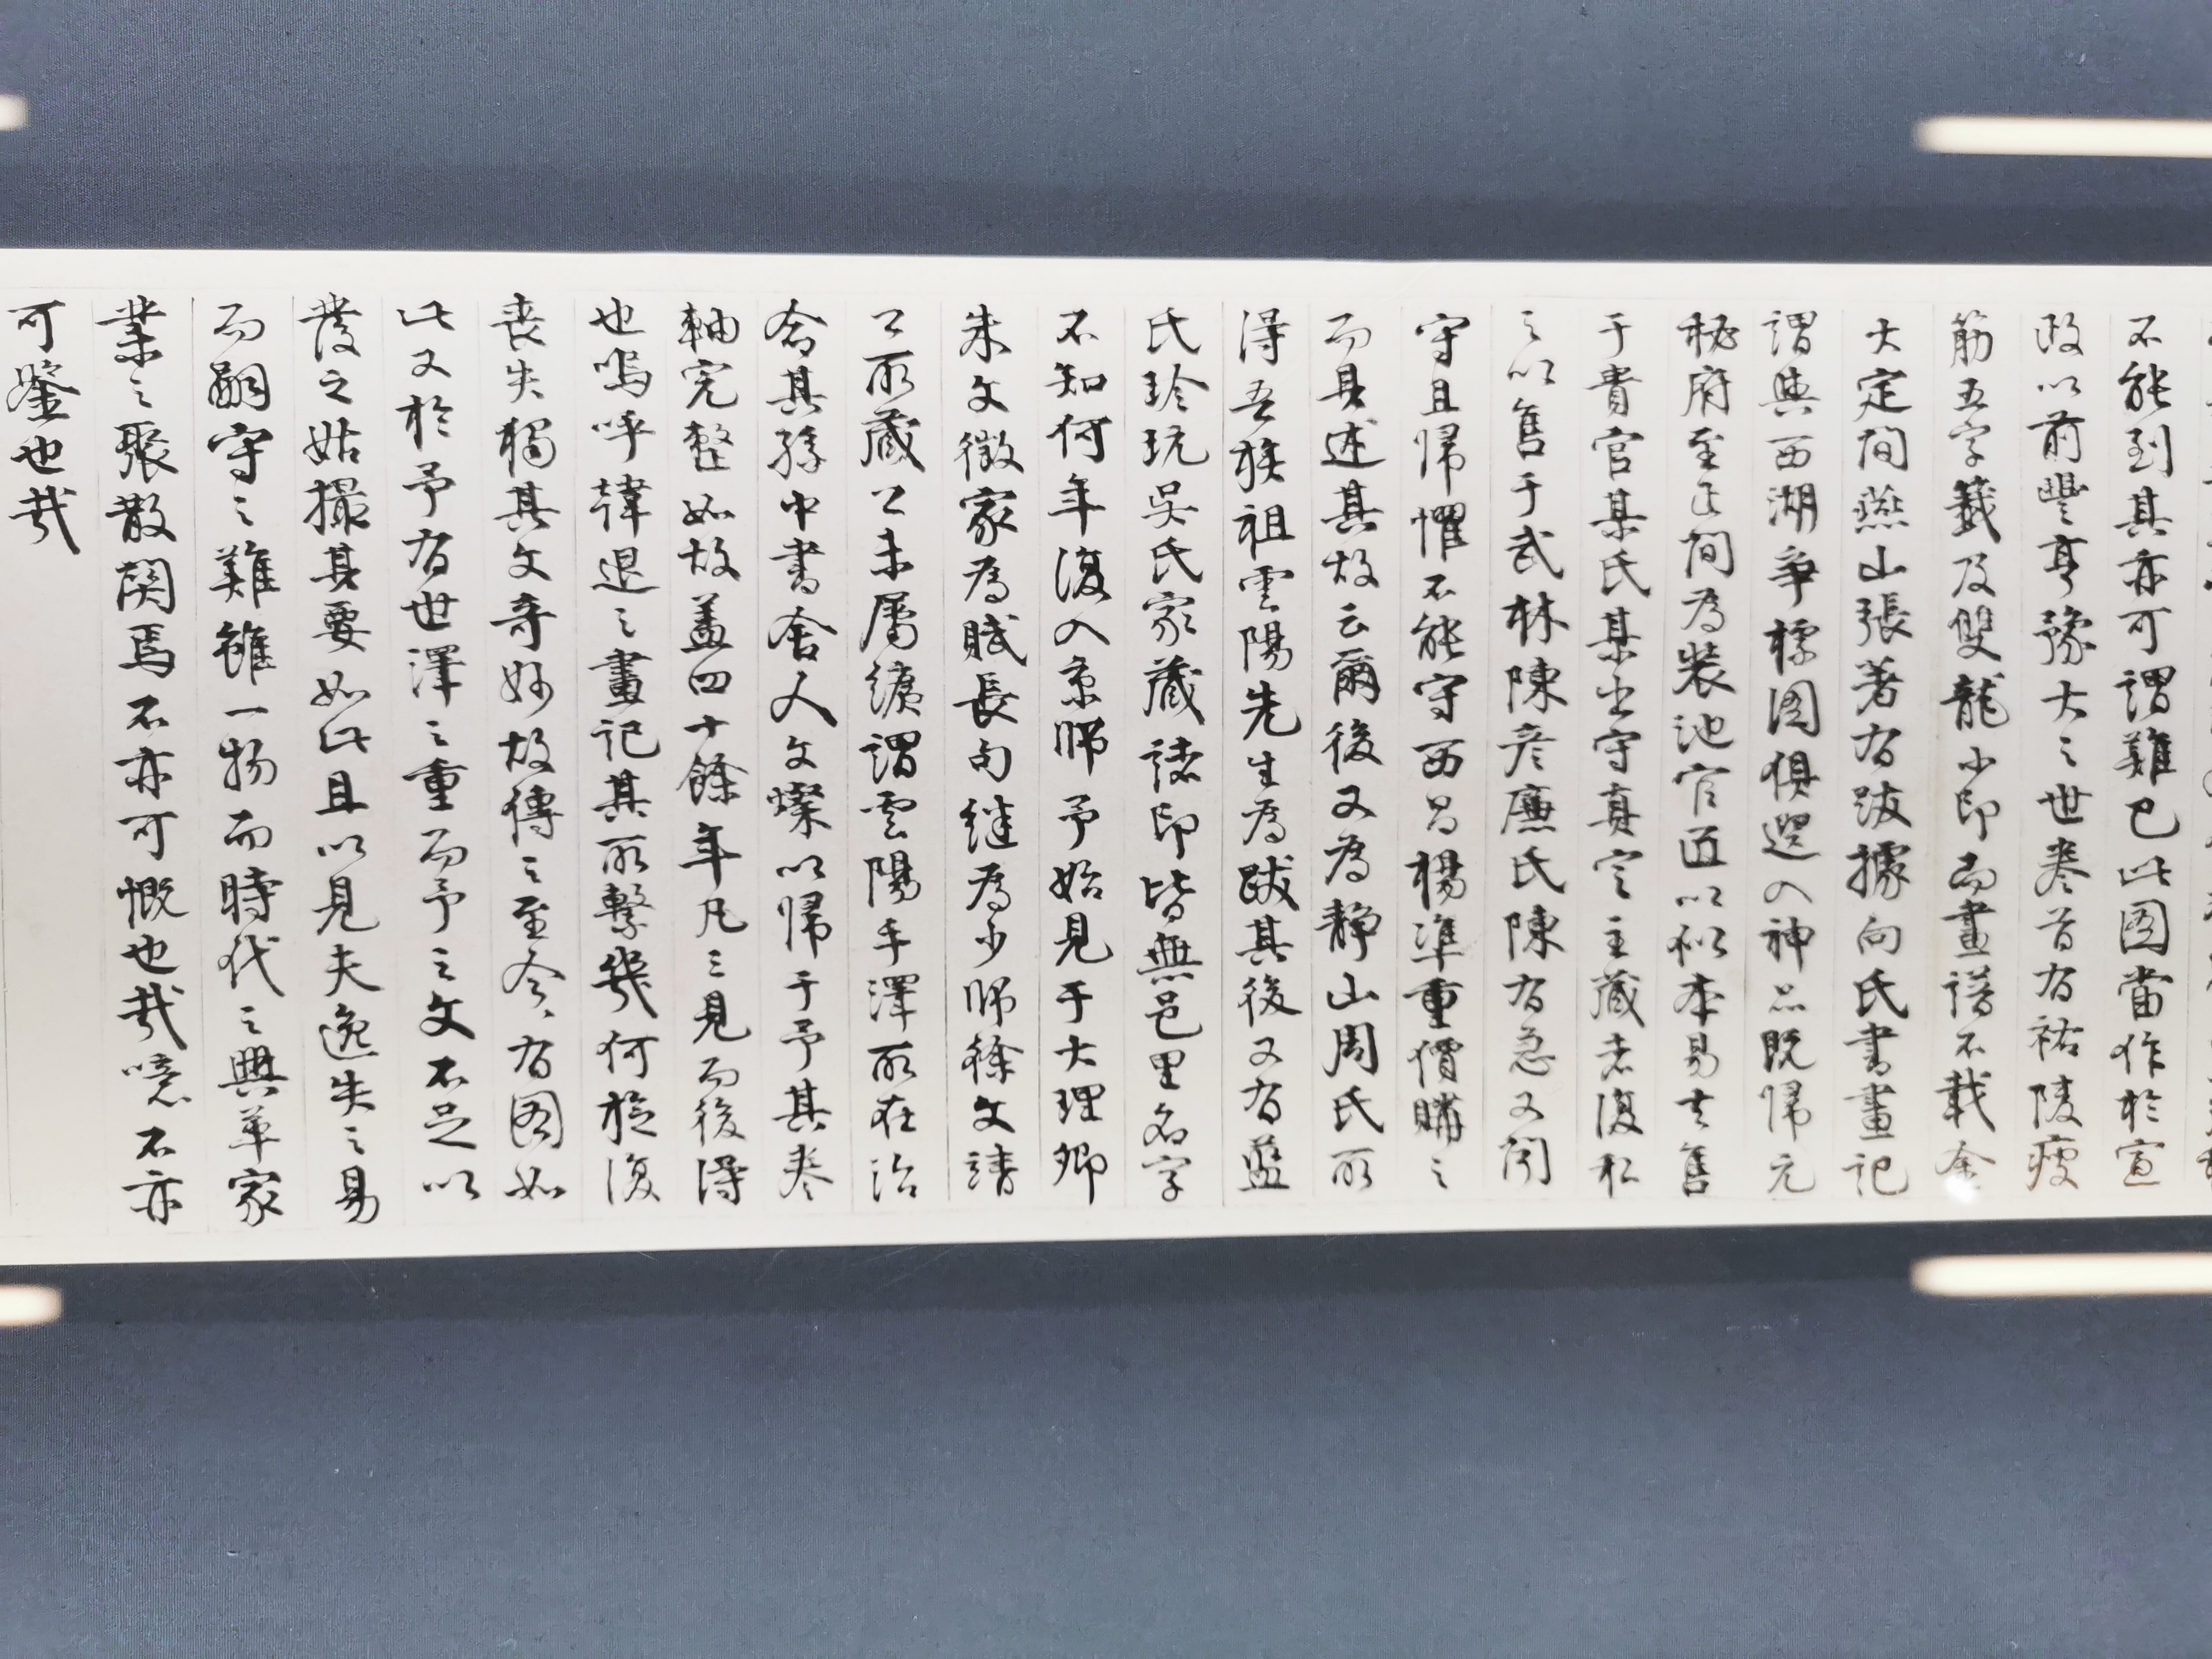 不能到其亦可謂難已此圖當作於宣
政以前豐亨豫大之世卷首有祐陵瘦
筋五字籤及雙龍小印而畫譜不載金
大定間燕山張著有跋據向氏書畫記
謂與西湖爭標圖俱選入神品既歸元
秘府至正間為裝池官匠以似本易去售
于貴官某氏某出守真定主藏者復私
之以售于武林陳彥廉氏陳有急又聞
守且歸懼不能守西昌楊準重價購之
而具述其故云爾後又為靜山周氏所
得吾族祖雲陽先生為跋其後又有藍
氏珍玩吳氏家藏諸印皆無邑里名字
不知何年復入京師予始見于大理卿
朱文徵家為賦長句繼為少師徐文靖
公所藏公未屬纊謂雲陽手澤所在治
命其孫中書舍人文燦以歸于予其卷
軸完整如故蓋四十餘年凡三見而後得
也嗚呼韓退之畫記其所繫幾何於復
喪失獨其文奇妙故傳之至今有圖如
此又於予有世澤之重而予之文不足以
發之姑撮其要如此且以見夫逸失之易
而嗣守之難雖一物而時代之興革家
業之聚散關焉不亦可慨也哉噫不亦
可鑒也哉